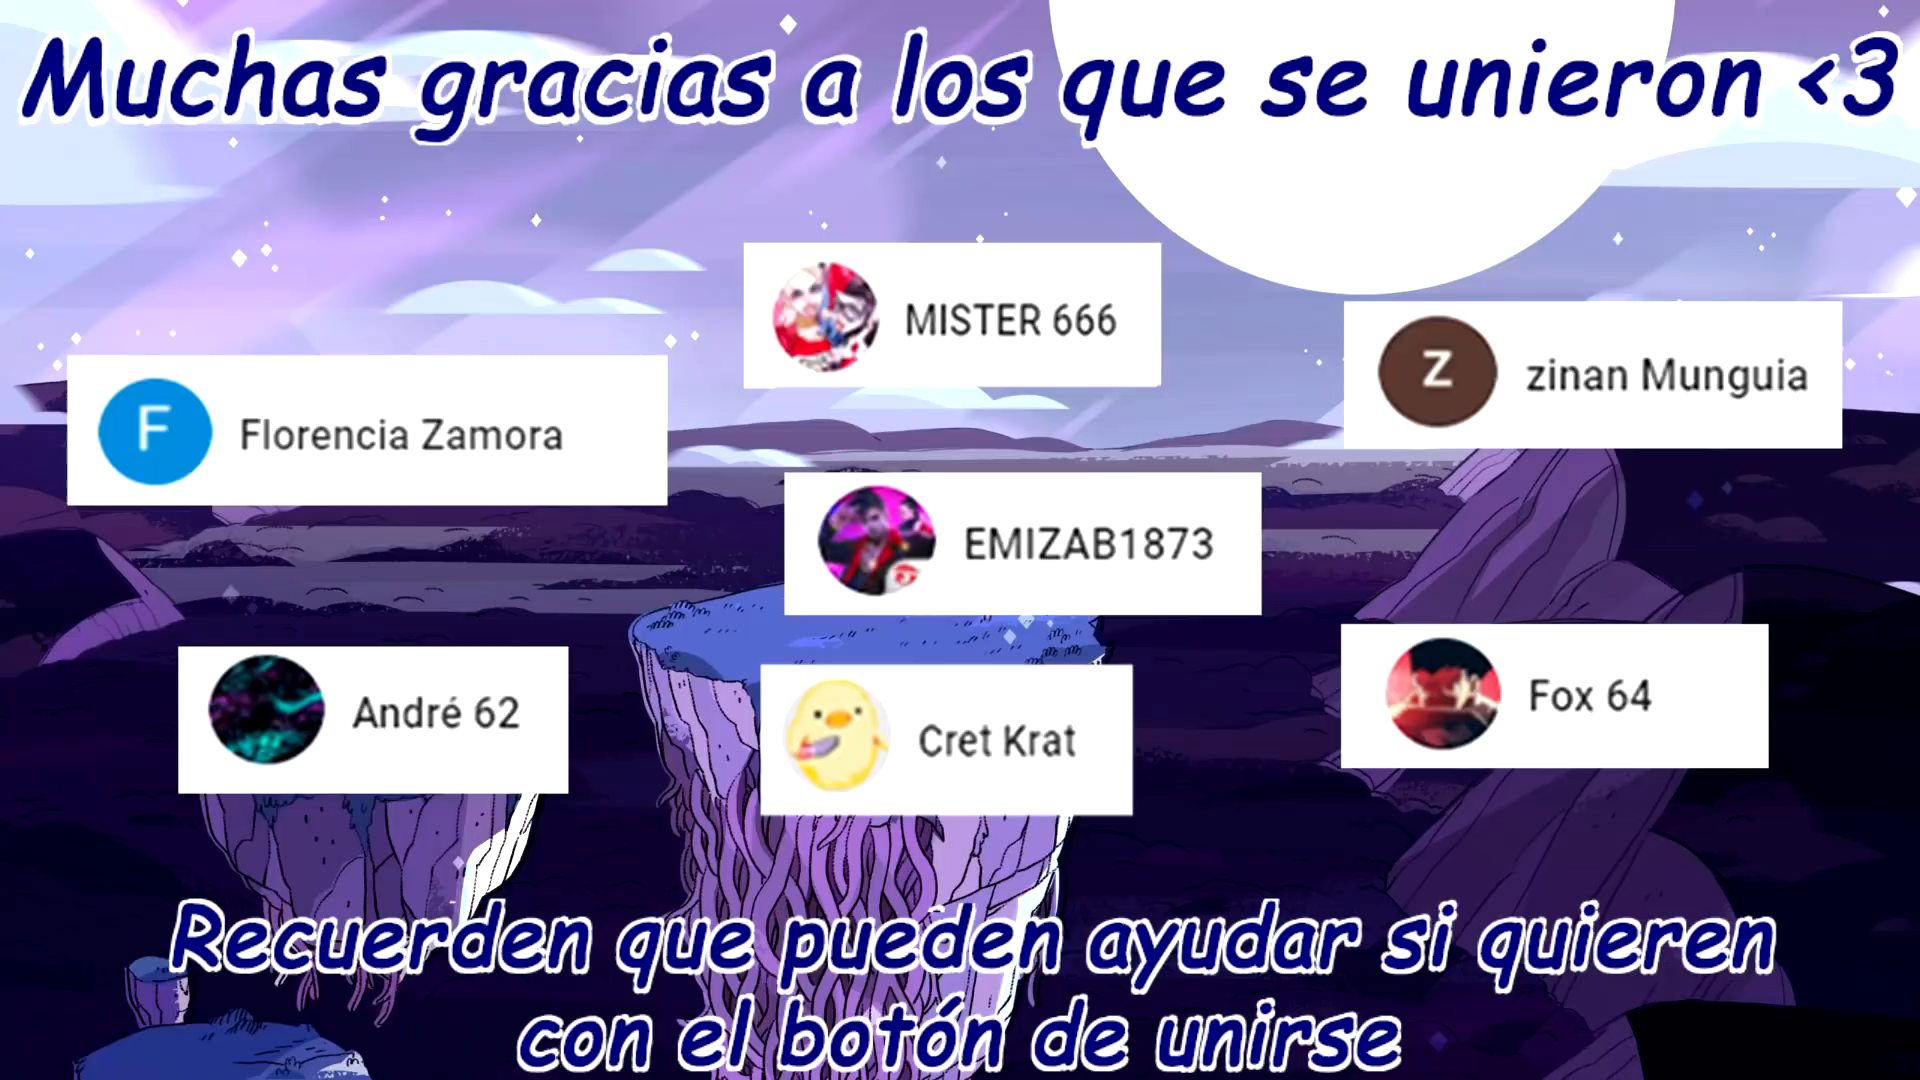 Muchas gracias a los que se unieron <3
MISTER 666
zinan Munguia
Z
F
Florencia Zamora
EMIZAB1873
André 62
Cret Krat
Fox 64
Recuerden que pueden ayudar si quieren
con el botón de unirse